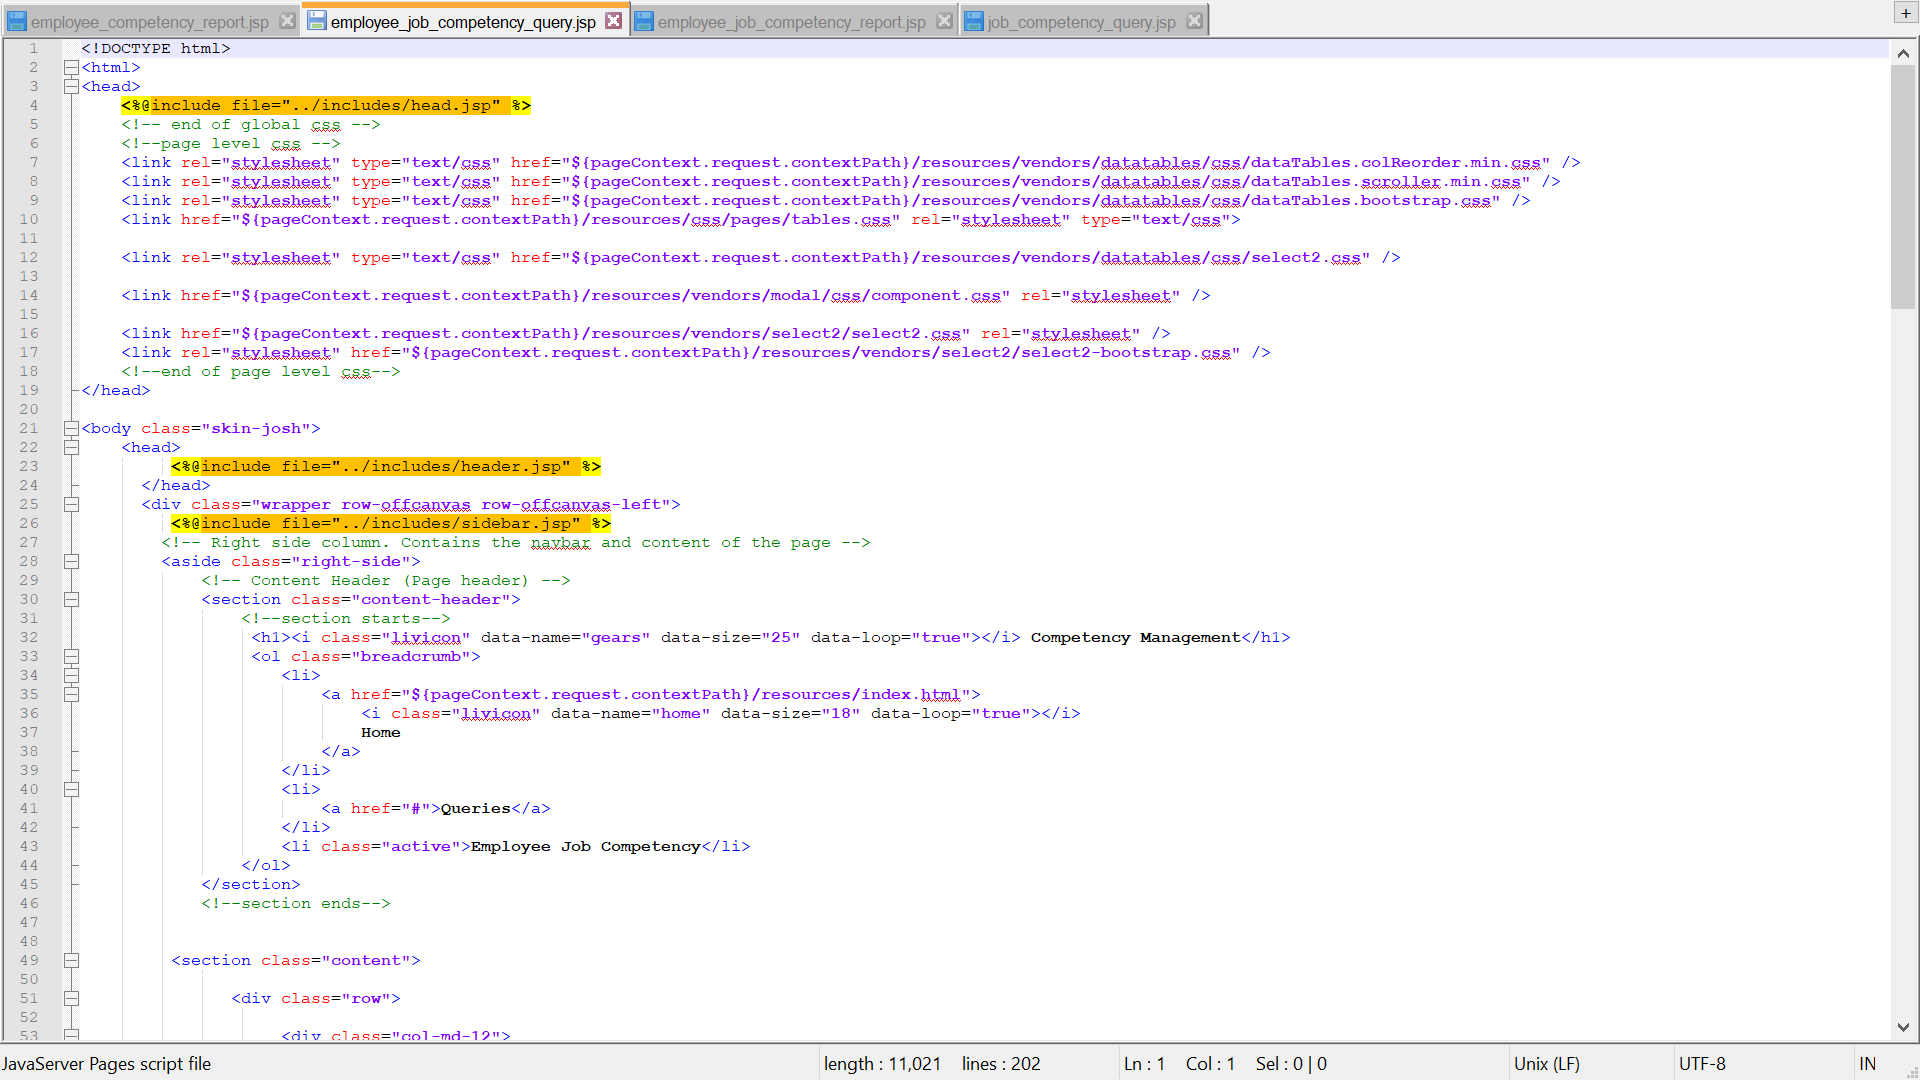 employee_competency_report.jsp employee_job_competency_query.jsp employee_job_competency_report.jsp job_competency_query.jsp +
1 <!DOCTYPE html>
2 <html>
3 <head>
4 <%@include file="../includes/head.jsp" %>
5 <!-- end of global css -->
6 <!--page level css -->
7 <link rel="stylesheet" type="text/css" href="${pageContext.request.contextPath}/resources/vendors/datatables/css/dataTables.colReorder.min.css" />
8 <link rel="stylesheet" type="text/css" href="${pageContext.request.contextPath}/resources/vendors/datatables/css/dataTables.scroller.min.css" />
9 <link rel="stylesheet" type="text/css" href="${pageContext.request.contextPath}/resources/vendors/datatables/css/dataTables.bootstrap.css" />
10 <link href="${pageContext.request.contextPath}/resources/css/pages/tables.css" rel="stylesheet" type="text/css">
11
12 <link rel="stylesheet" type="text/css" href="${pageContext.request.contextPath}/resources/vendors/datatables/css/select2.css" />
13
14 <link href="${pageContext.request.contextPath}/resources/vendors/modal/css/component.css" rel="stylesheet" />
15
16 <link href="${pageContext.request.contextPath}/resources/vendors/select2/select2.css" rel="stylesheet" />
17 <link rel="stylesheet" href="${pageContext.request.contextPath}/resources/vendors/select2/select2-bootstrap.css" />
18 <!--end of page level css-->
19 </head>
20
21 <body class="skin-josh">
22 <head>
23 <%@include file="../includes/header.jsp" %>
24 </head>
25 <div class="wrapper row-offcanvas row-offcanvas-left">
26 <%@include file="../includes/sidebar.jsp" %>
27 <!-- Right side column. Contains the navbar and content of the page -->
28 <aside class="right-side">
29 <!-- Content Header (Page header) -->
30 <section class="content-header">
31 <!--section starts-->
32 <h1><i class="livicon" data-name="gears" data-size="25" data-loop="true"></i> Competency Management</h1>
33 <ol class="breadcrumb">
34 <li>
35 <a href="${pageContext.request.contextPath}/resources/index.html">
36 <i class="livicon" data-name="home" data-size="18" data-loop="true"></i>
37 Home
38 </a>
39 </li>
40 <li>
41 <a href="#">Queries</a>
42 </li>
43 <li class="active">Employee Job Competency</li>
44 </ol>
45 </section>
46 <!--section ends-->
47
48
49 <section class="content">
50
51 <div class="row">
52
53 <div class="col-md-12">
JavaServer Pages script file length : 11,021 lines : 202 Ln : 1 Col : 1 Sel : 0 | 0 Unix (LF) UTF-8 IN